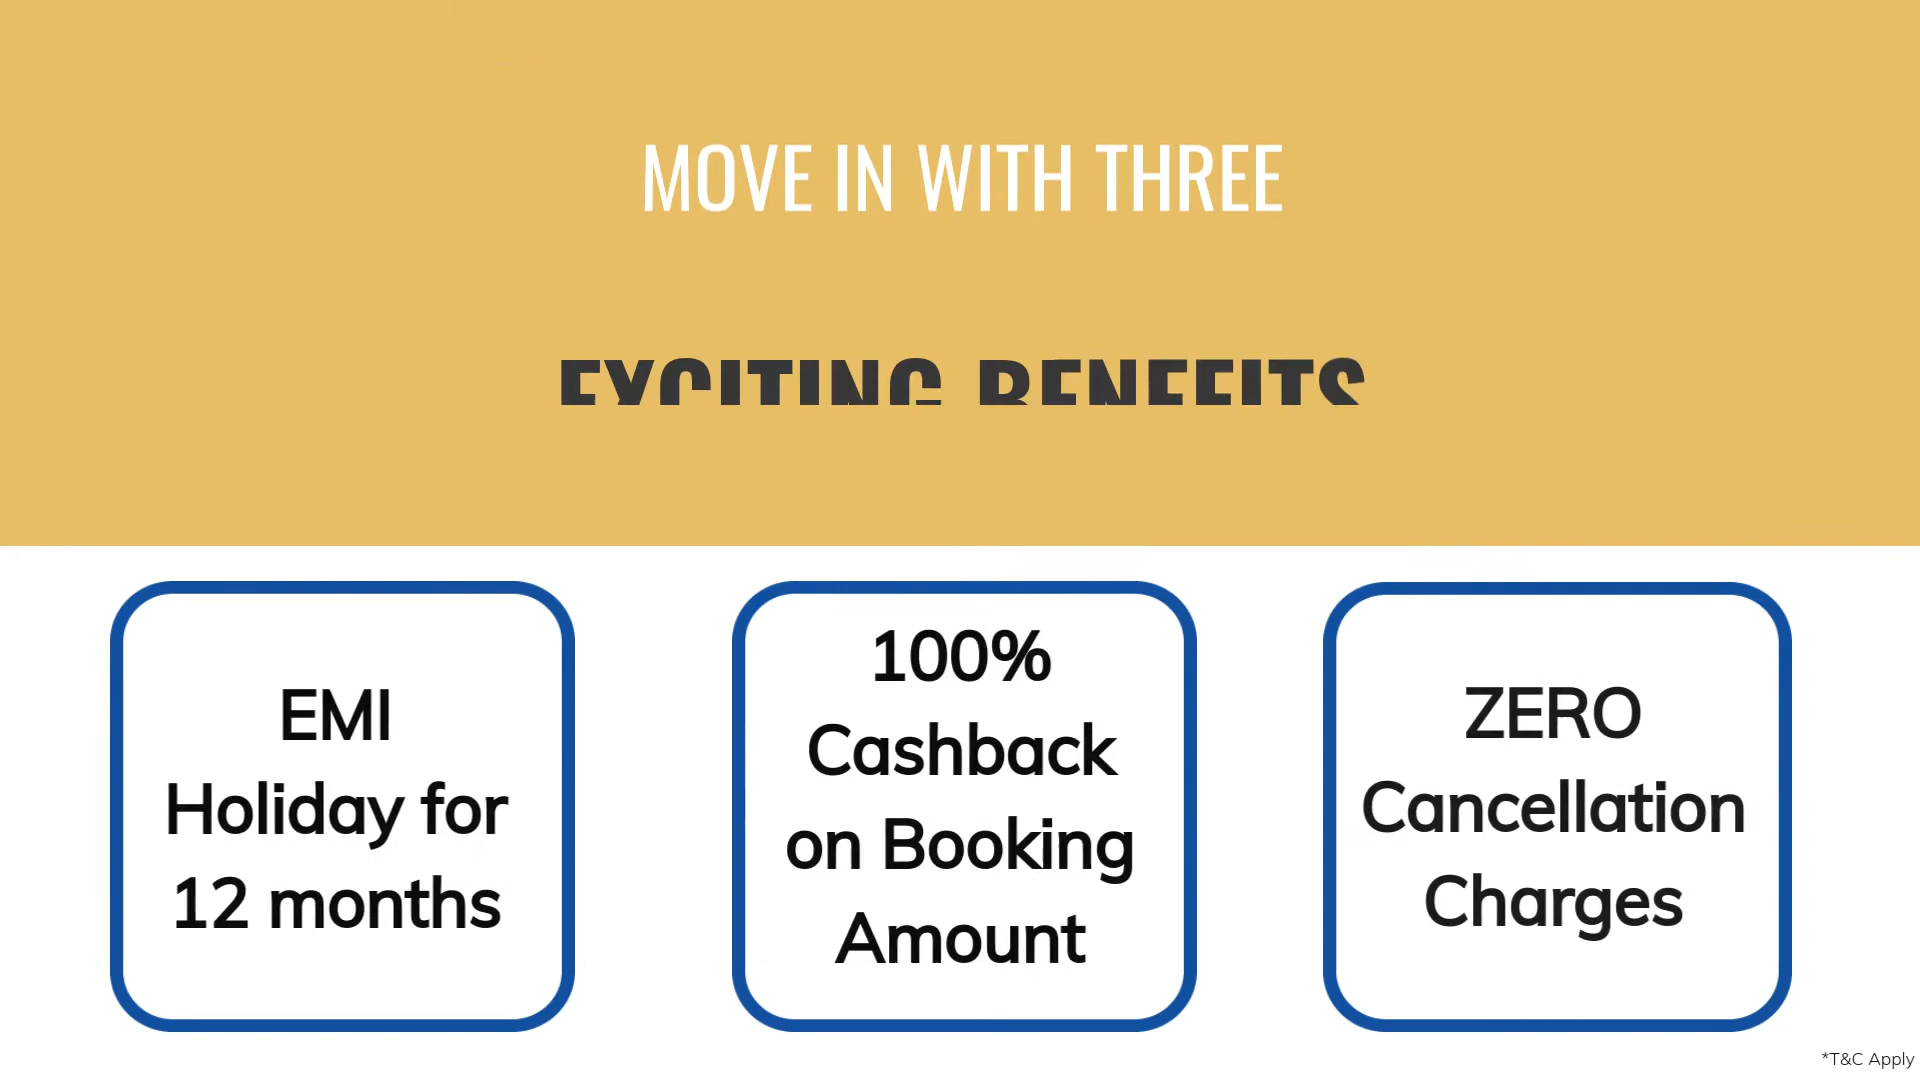 MOVE IN WITH THREE
EXCITING BENEFITS
EMI
Holiday for
12 months
100%
Cashback
on Booking
Amount
ZERO
Cancellation
Charges
*T&C Apply